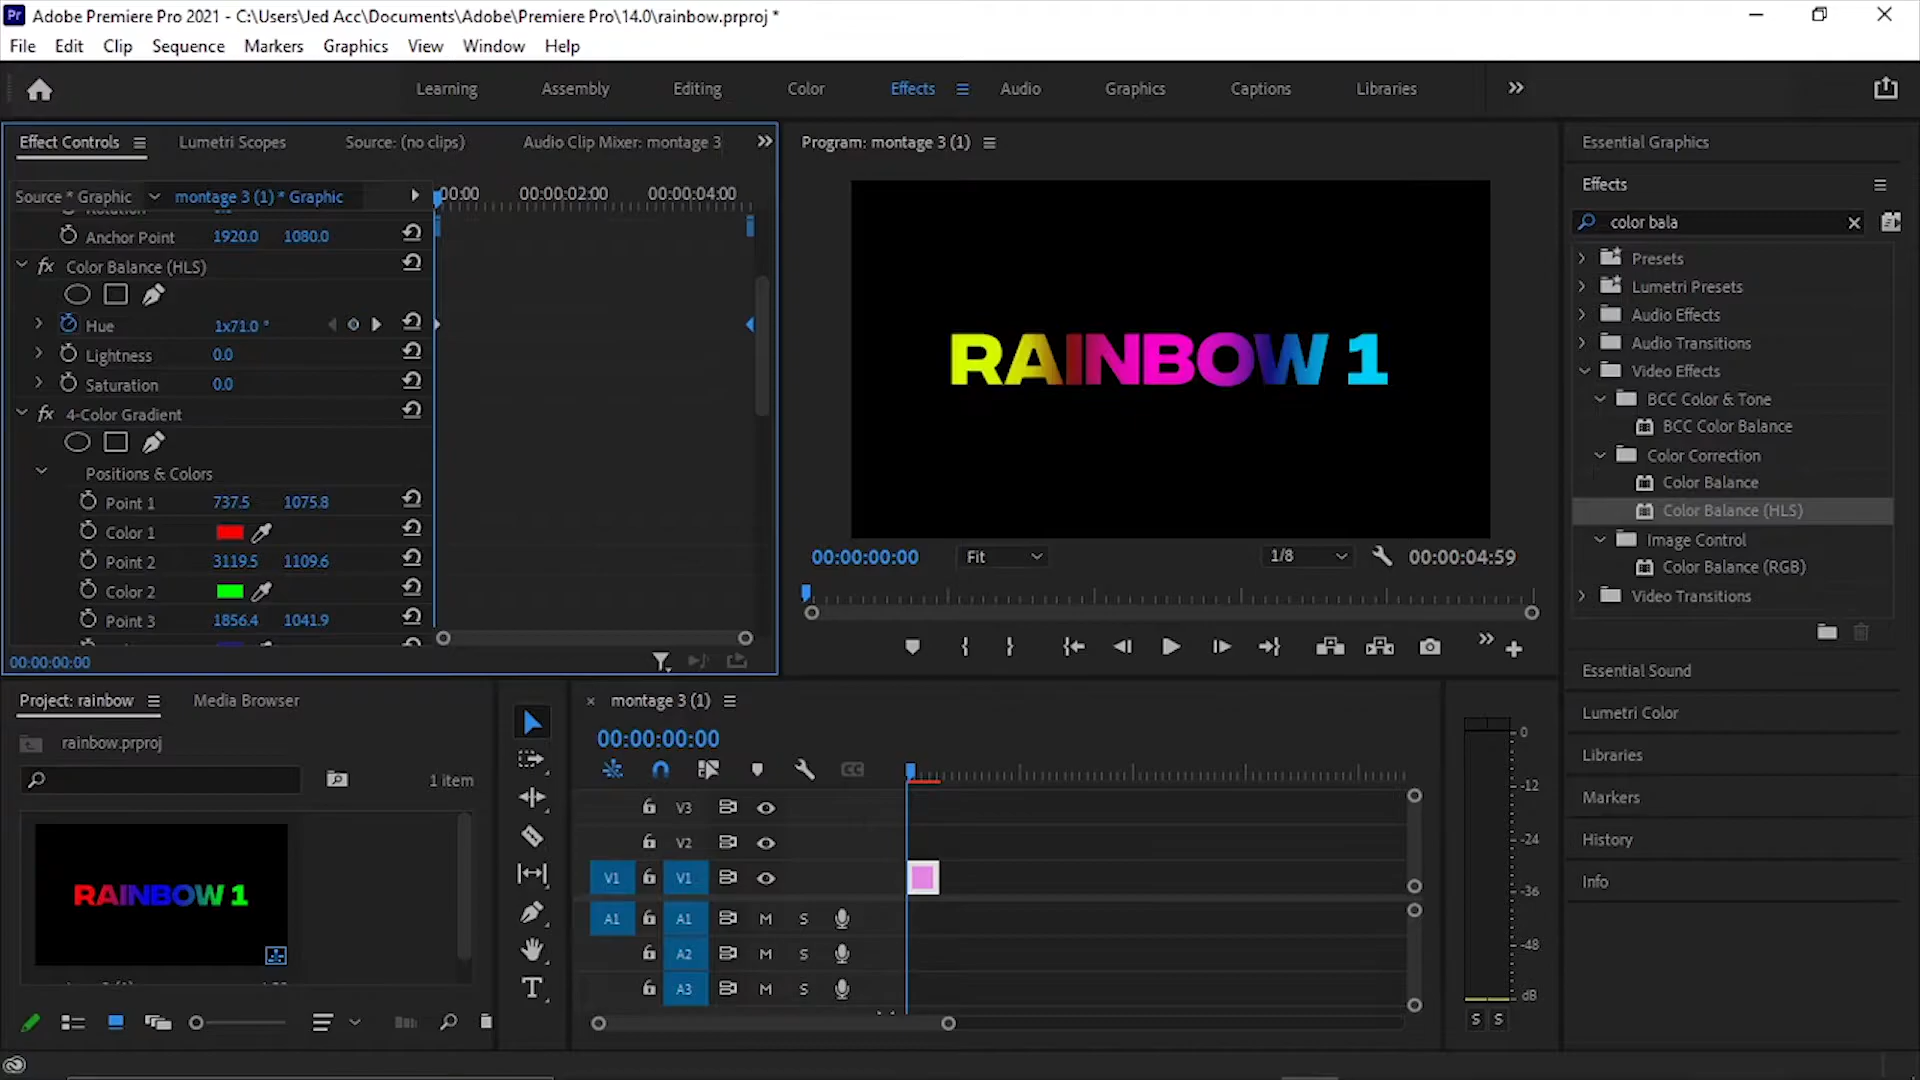 Pr Adobe Premiere Pro 2021 - C:\Users\Jed Acc\Documents\Adobe\Premiere Pro\14.0\rainbow.prproj *
File Edit Clip Sequence Markers Graphics View Window Help
Learning Assembly Editing Color Effects Audio Graphics Captions Libraries
Effect Controls Lumetri Scopes Source: (no clips) Audio Clip Mixer: montage 3
Source * Graphic montage 3 (1) * Graphic
:00:00 00:00:02:00 00:00:04:00
Rotation
Anchor Point 1920.0 1080.0
fx Color Balance (HLS)
Hue 1x71.0 °
Lightness 0.0
Saturation 0.0
fx 4-Color Gradient
Positions & Colors
Point 1 737.5 1075.8
Color 1
Point 2 3119.5 1109.6
Color 2
Point 3 1856.4 1041.9
00:00:00:00
Program: montage 3 (1)
RAINBOW 1
00:00:00:00 Fit 1/8 00:00:04:59
Essential Graphics
Effects
color bala
Presets
Lumetri Presets
Audio Effects
Audio Transitions
Video Effects
BCC Color & Tone
BCC Color Balance
Color Correction
Color Balance
Color Balance (HLS)
Image Control
Color Balance (RGB)
Video Transitions
Essential Sound
Lumetri Color
Libraries
Markers
History
Info
Project: rainbow Media Browser
rainbow.prproj
1 item
RAINBOW 1
montage 3 (1)
00:00:00:00
CC
V3
V2
V1 V1
A1 A1 M S
A2 M S
A3 M S
0
-12
-24
-36
-48
dB
S S